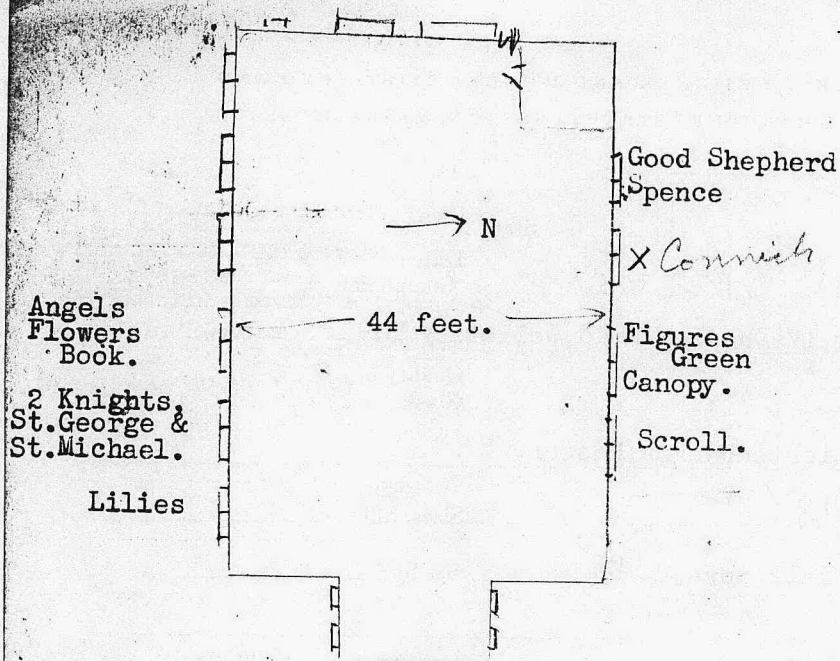 Good Shepherd
Spence
N
X Connick
Angels
Flowers
Book.
44 feet.
Figures
Green
Canopy.
2 Knights,
St.George &
St.Michael.
Scroll.
Lilies